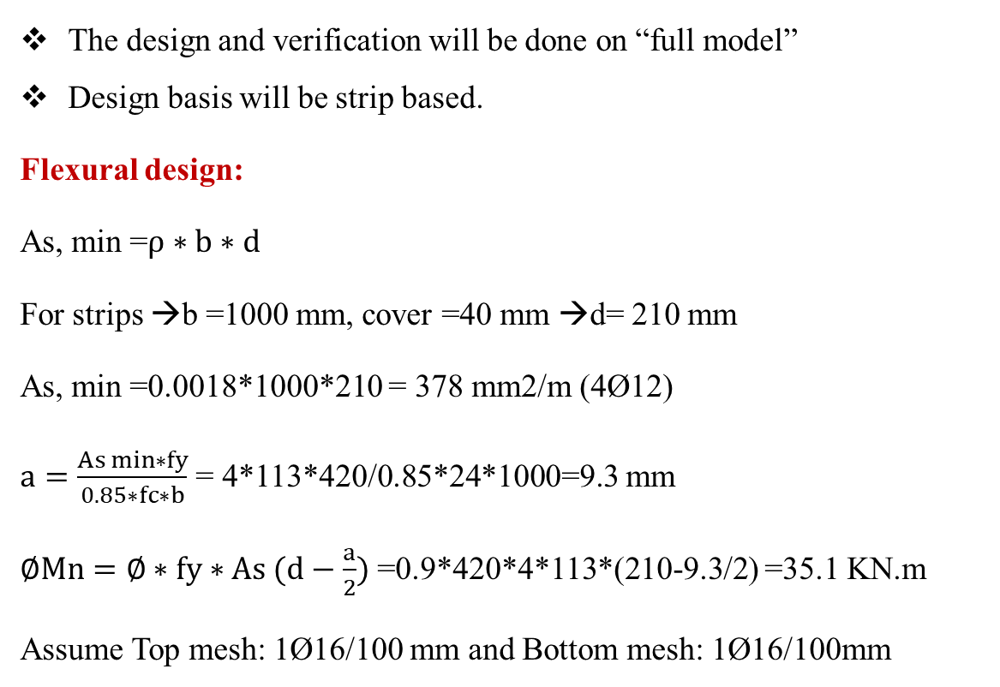 ❖ The design and verification will be done on “full model”
❖ Design basis will be strip based.
Flexural design:
As, min =ρ ∗ b ∗ d
For strips →b =1000 mm, cover =40 mm →d= 210 mm
As, min =0.0018*1000*210 = 378 mm2/m (4Ø12)
a = As min∗fy / 0.85∗fc∗b = 4*113*420/0.85*24*1000=9.3 mm
∅Mn = ∅ ∗ fy ∗ As (d − a/2) =0.9*420*4*113*(210-9.3/2) =35.1 KN.m
Assume Top mesh: 1Ø16/100 mm and Bottom mesh: 1Ø16/100mm